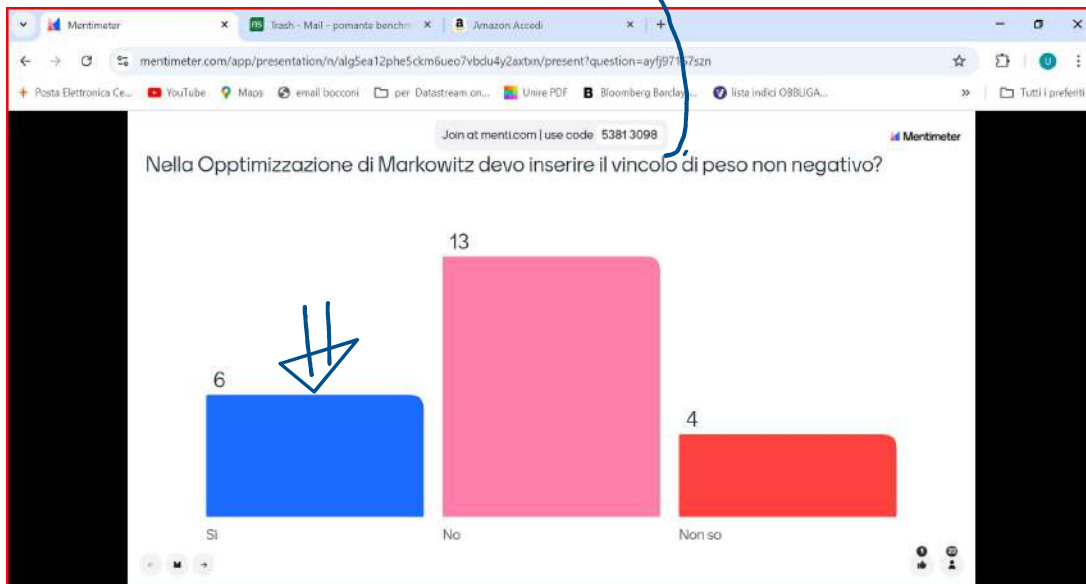 Mentimeter
Trash - Mail - pomante benchm
Amazon Accedi
mentimeter.com/app/presentation/n/alg5ea12phe5ckm6ueo7vbdu4y2axtxn/present?question=ayfj97167szn
Posta Elettronica Ce...
YouTube
Maps
email bocconi
per Datastream on...
Unire PDF
Bloomberg Barclay...
lista indici OBBLIGA...
»
Tutti i preferiti
Join at menti.com | use code 5381 3098
Mentimeter
Nella Opptimizzazione di Markowitz devo inserire il vincolo di peso non negativo?
13
6
4
Sì
No
Non so